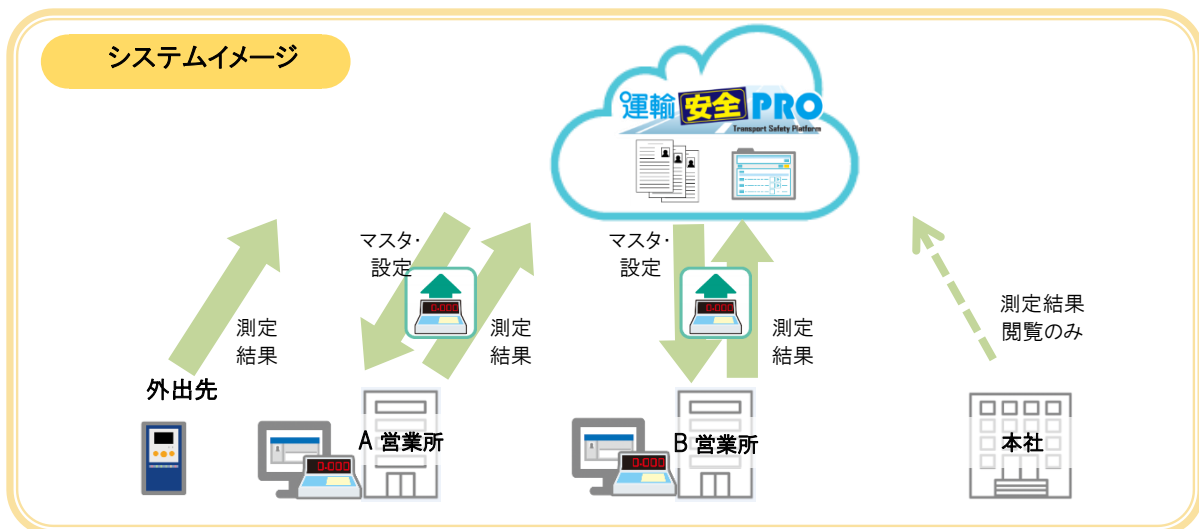 システムイメージ
運輸安全PRO
Transport Safety Platform
マスタ・
設定
マスタ・
設定
測定
結果
測定
結果
測定
結果
測定結果
閲覧のみ
外出先
A 営業所
B 営業所
本社
0.000
0.000
0.000
0.000